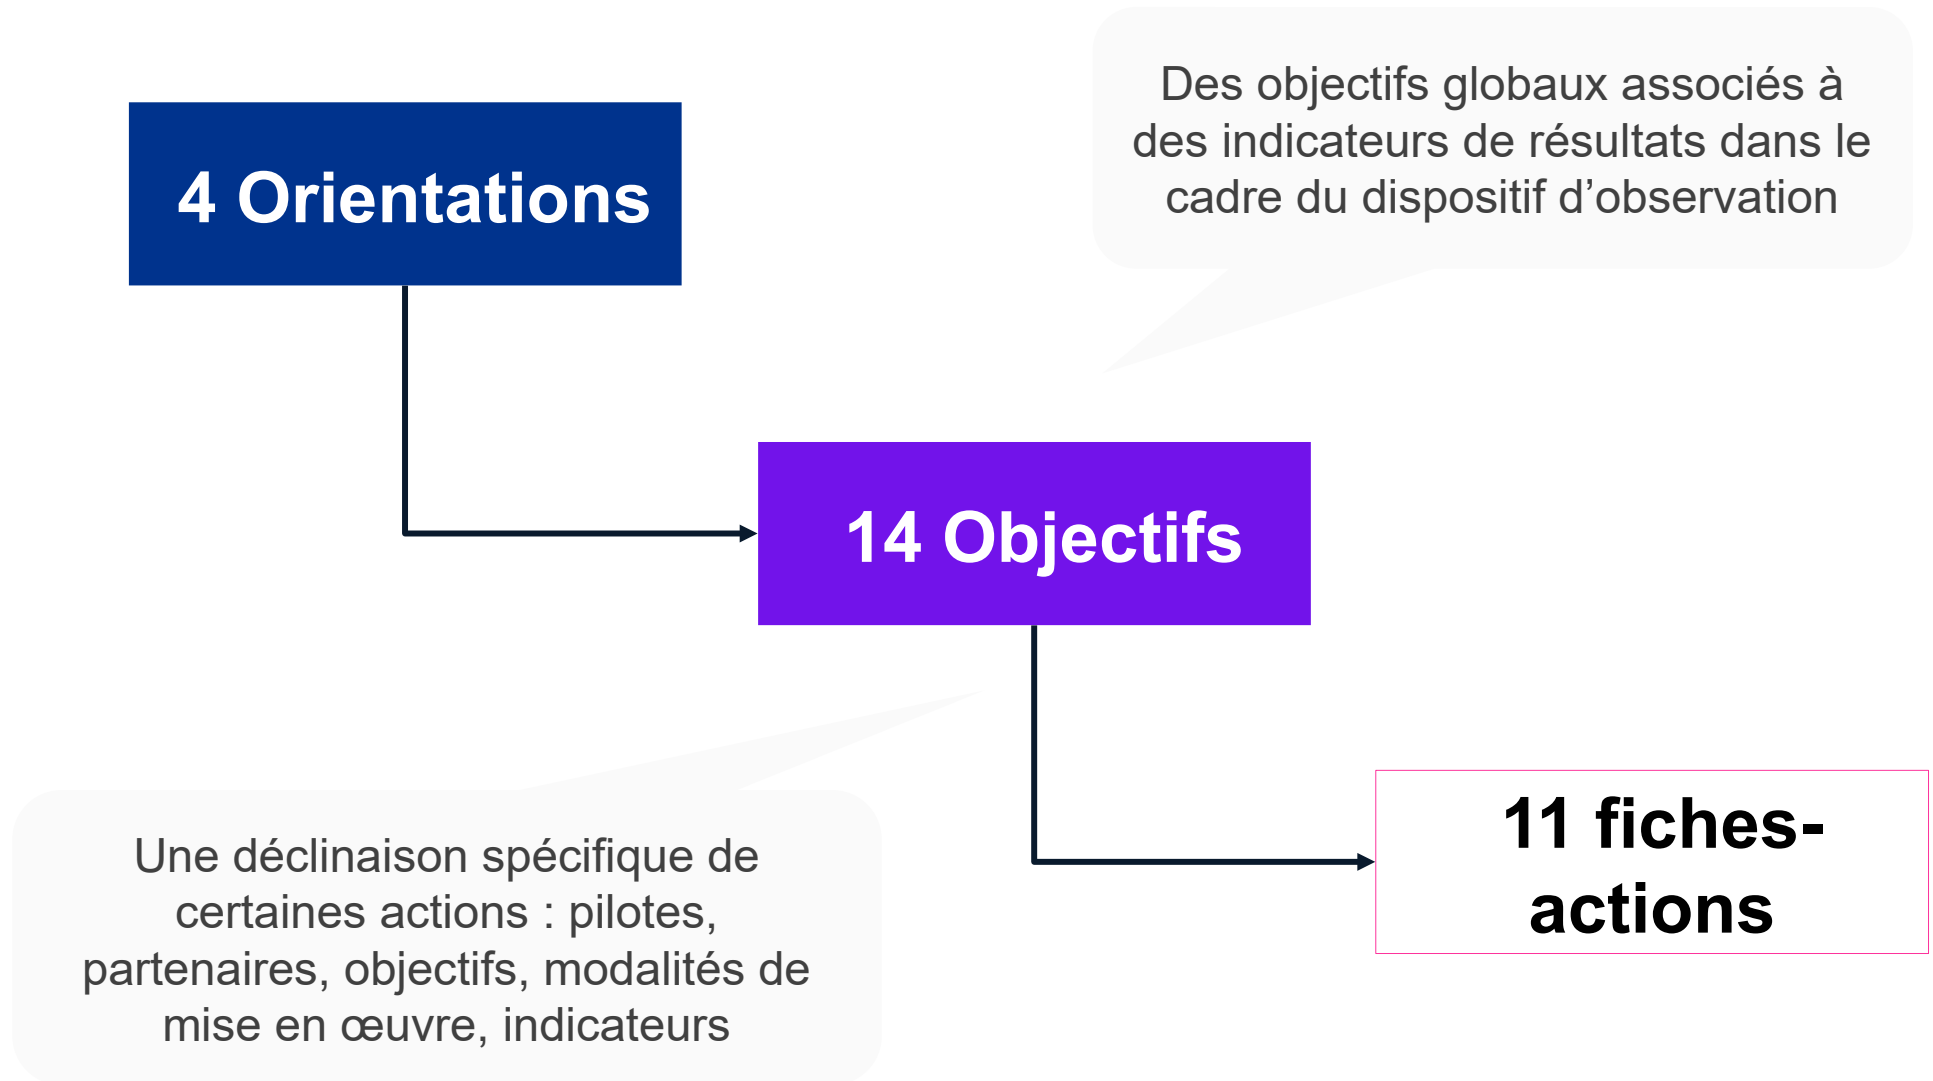 Des objectifs globaux associés à
des indicateurs de résultats dans le
cadre du dispositif d’observation
4 Orientations
14 Objectifs
11 fiches-
actions
Une déclinaison spécifique de
certaines actions : pilotes,
partenaires, objectifs, modalités de
mise en œuvre, indicateurs